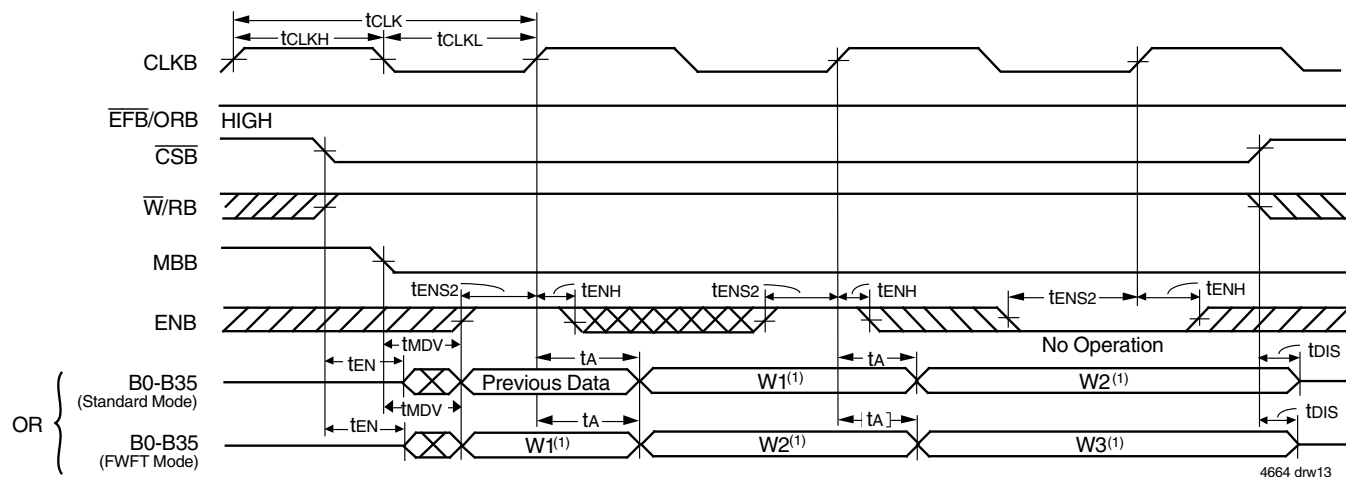 tCLK
tCLKH tCLKL
CLKB
EFB/ORB HIGH
CSB
W/RB
MBB
tENS2 tENH tENS2 tENH tENS2 tENH
ENB
No Operation
tMDV
tEN tA tA tDIS
B0-B35 Previous Data W1(1) W2(1)
(Standard Mode)
OR
tMDV
tEN tA tA] tDIS
B0-B35 W1(1) W2(1) W3(1)
(FWFT Mode)
4664 drw13